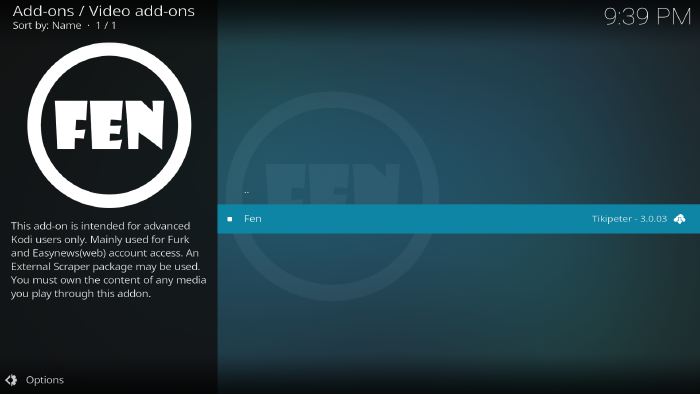 Add-ons / Video add-ons
Sort by: Name · 1 / 1
9:39 PM
FEN
This add-on is intended for advanced
Kodi users only. Mainly used for Furk
and Easynews(web) account access. An
External Scraper package may be used.
You must own the content of any media
you play through this addon.
FEN
..
Fen
Tikipeter - 3.0.03
Options